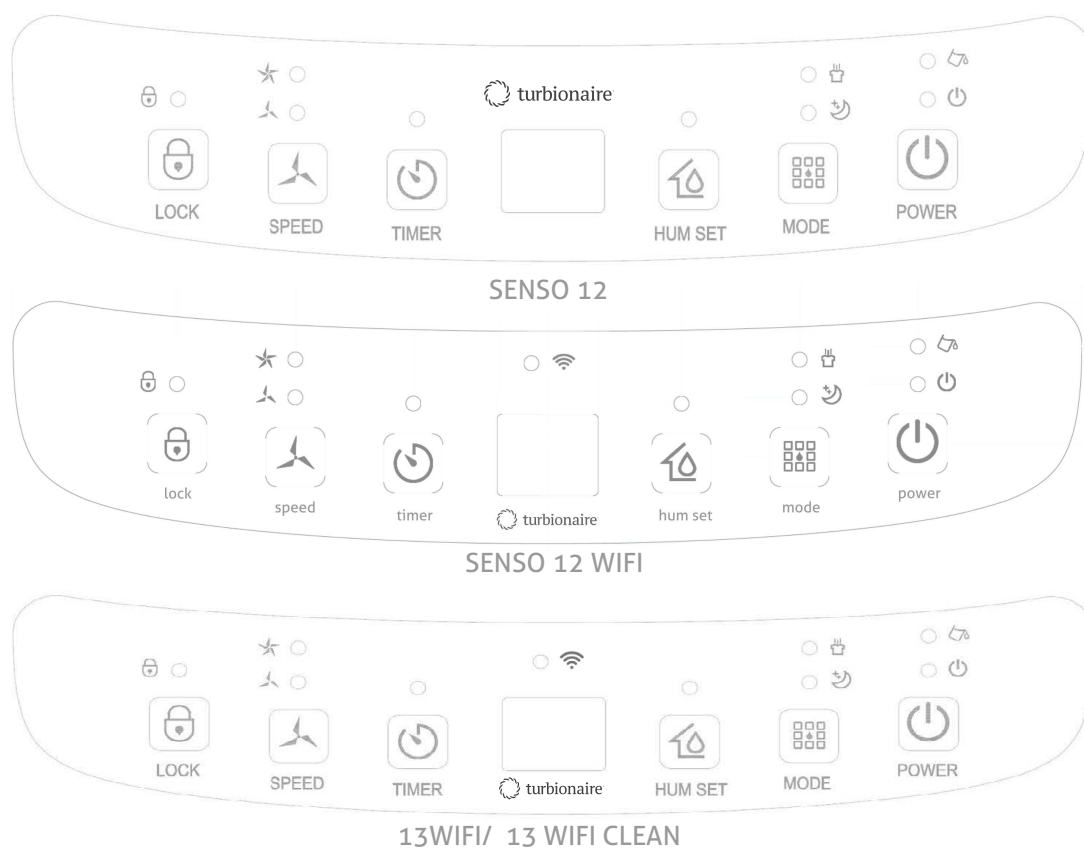 turbionaire
LOCK SPEED TIMER HUM SET MODE POWER
SENSO 12
lock speed timer hum set mode power
turbionaire
SENSO 12 WIFI
LOCK SPEED TIMER HUM SET MODE POWER
turbionaire
13WIFI/ 13 WIFI CLEAN